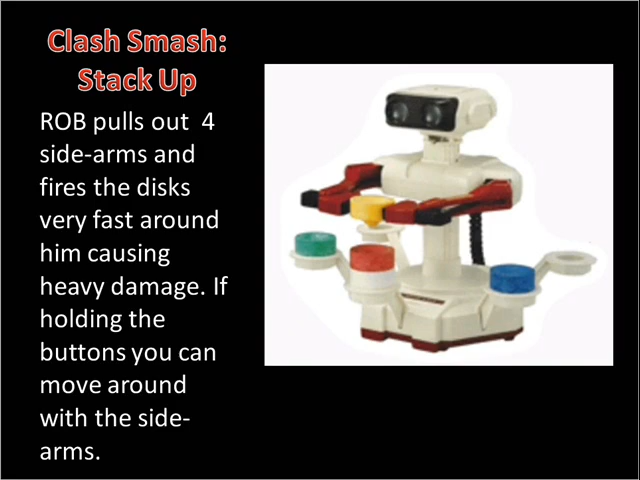 Clash Smash:
Stack Up
ROB pulls out 4
side-arms and
fires the disks
very fast around
him causing
heavy damage. If
holding the
buttons you can
move around
with the side-
arms.